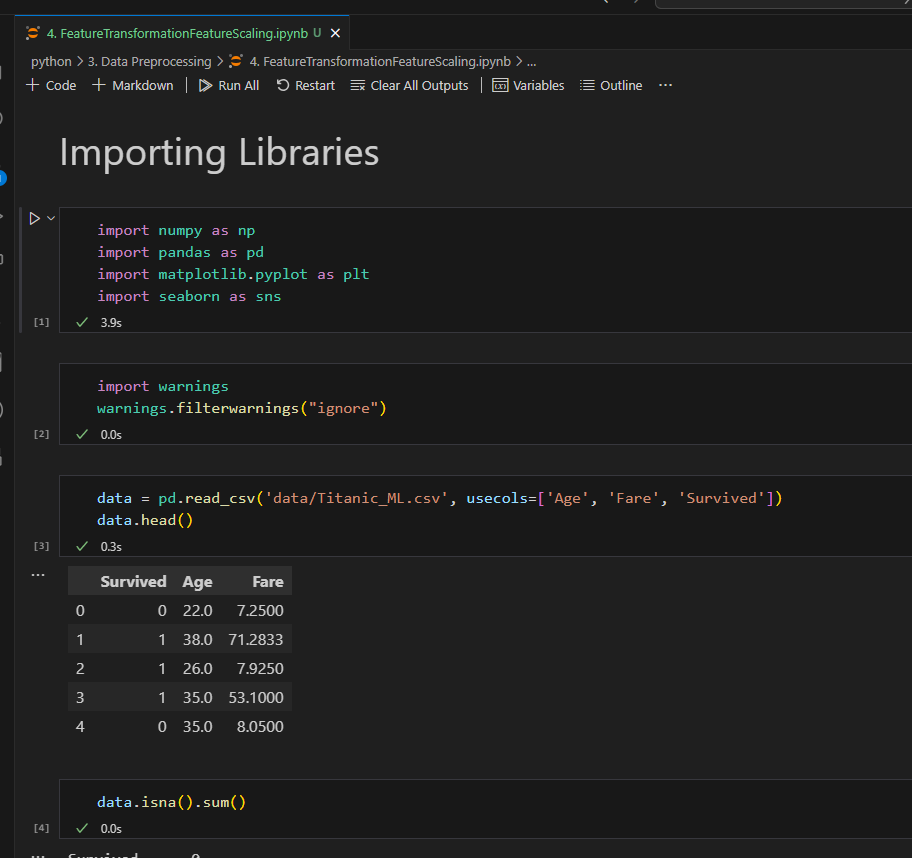 4. FeatureTransformationFeatureScaling.ipynb U
python > 3. Data Preprocessing > 4. FeatureTransformationFeatureScaling.ipynb > ...
+ Code + Markdown | Run All Restart Clear All Outputs | Variables Outline ...
Importing Libraries
import numpy as np
import pandas as pd
import matplotlib.pyplot as plt
import seaborn as sns
[1] 3.9s
import warnings
warnings.filterwarnings("ignore")
[2] 0.0s
data = pd.read_csv('data/Titanic_ML.csv', usecols=['Age', 'Fare', 'Survived'])
data.head()
[3] 0.3s
...
Survived Age Fare
0 0 22.0 7.2500
1 1 38.0 71.2833
2 1 26.0 7.9250
3 1 35.0 53.1000
4 0 35.0 8.0500
data.isna().sum()
[4] 0.0s